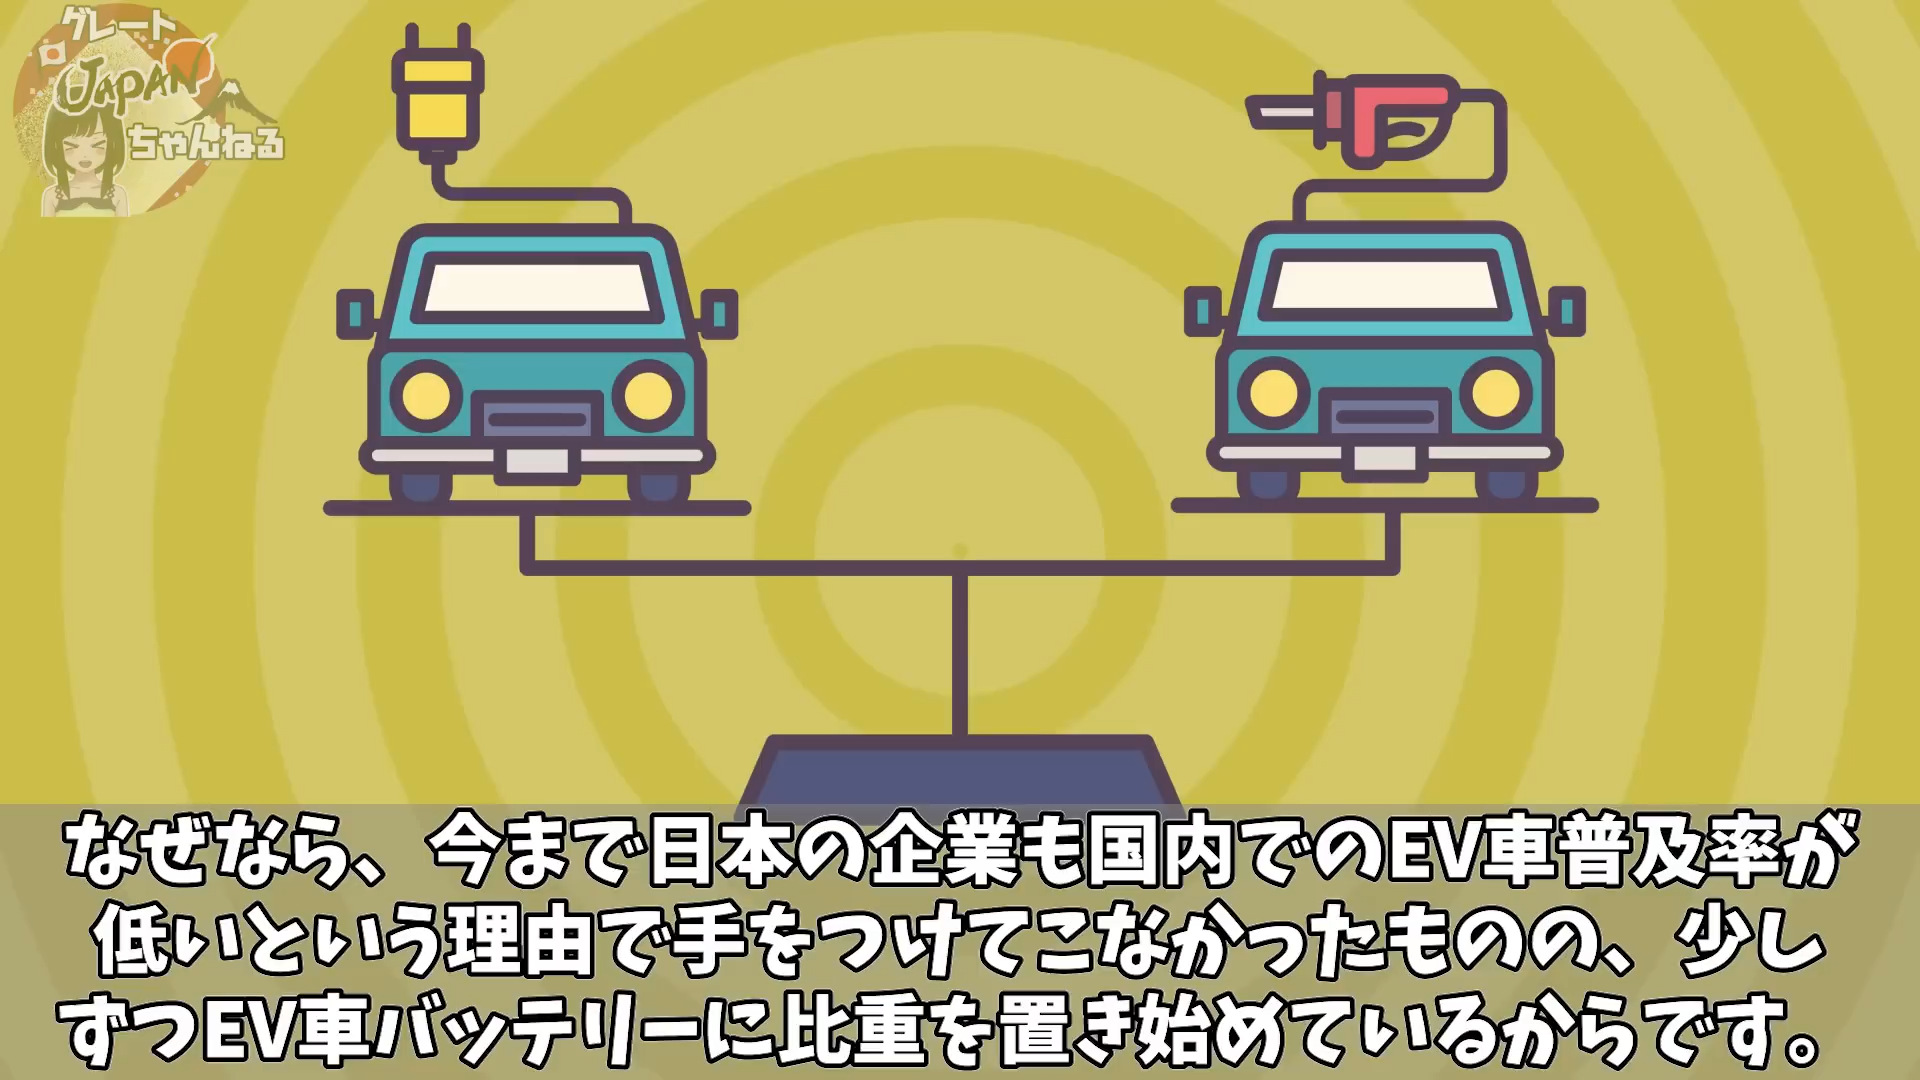 グレート
JAPAN
ちゃんねる
なぜなら、今まで日本の企業も国内でのEV車普及率が
低いという理由で手をつけてこなかったものの、少し
ずつEV車バッテリーに比重を置き始めているからです。